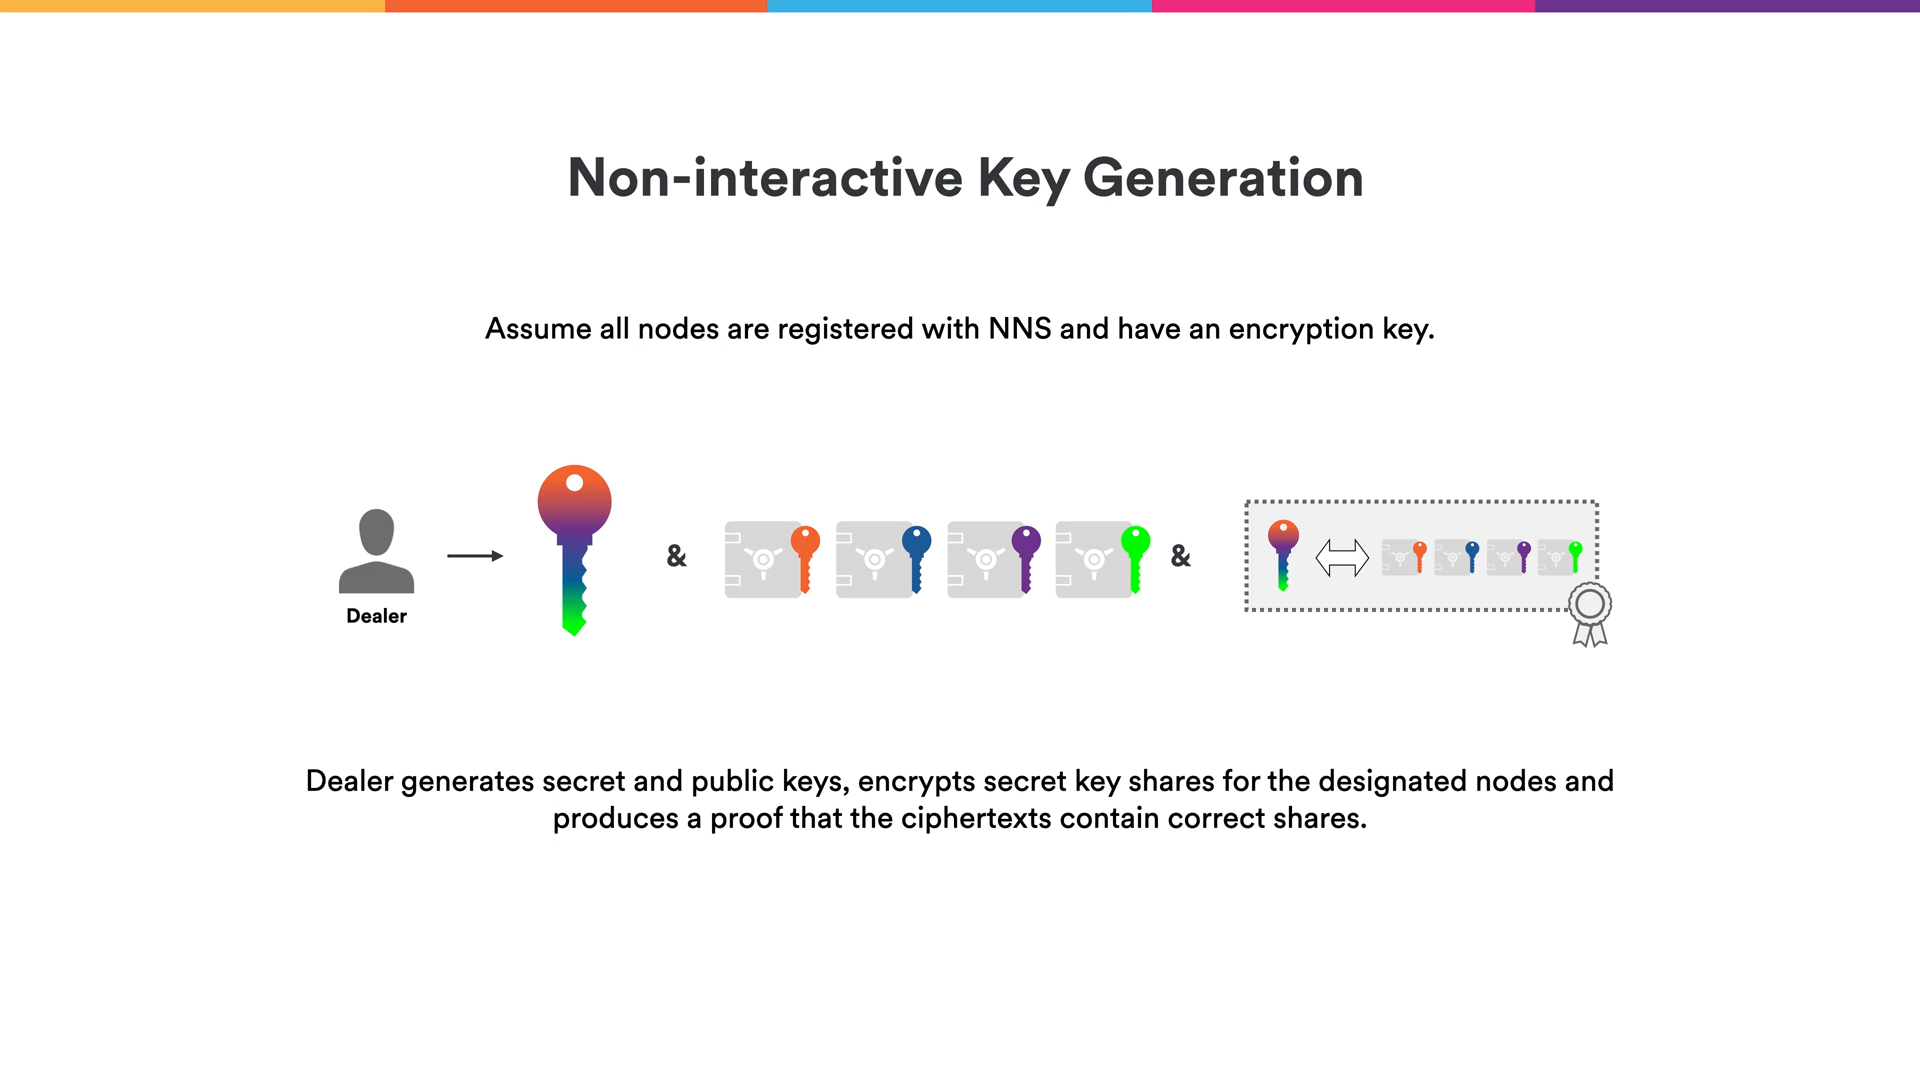 Non-interactive Key Generation
Assume all nodes are registered with NNS and have an encryption key.
& &
Dealer
Dealer generates secret and public keys, encrypts secret key shares for the designated nodes and
produces a proof that the ciphertexts contain correct shares.